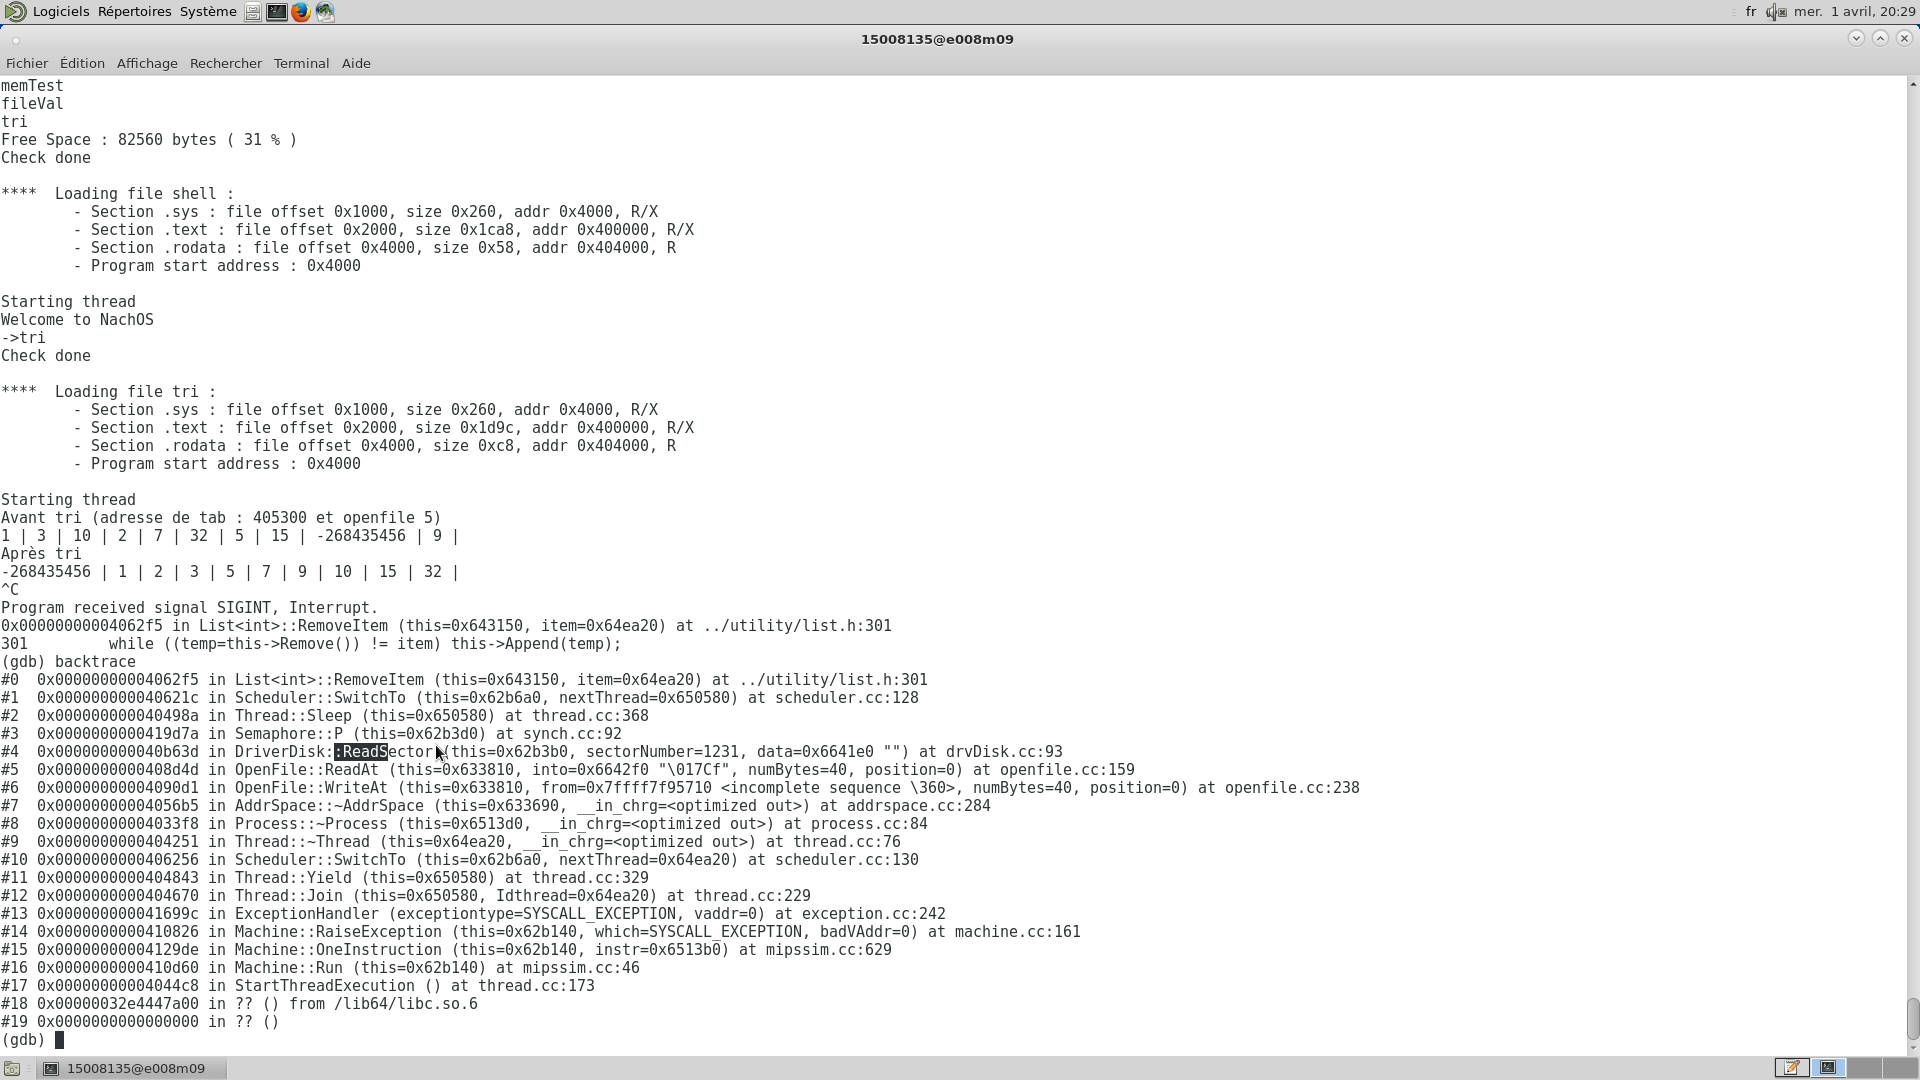 Logiciels Répertoires Système fr mer. 1 avril, 20:29
15008135@e008m09
Fichier Édition Affichage Rechercher Terminal Aide
memTest
fileVal
tri
Free Space : 82560 bytes ( 31 % )
Check done
**** Loading file shell :
- Section .sys : file offset 0x1000, size 0x260, addr 0x4000, R/X
- Section .text : file offset 0x2000, size 0x1ca8, addr 0x400000, R/X
- Section .rodata : file offset 0x4000, size 0x58, addr 0x404000, R
- Program start address : 0x4000
Starting thread
Welcome to NachOS
->tri
Check done
**** Loading file tri :
- Section .sys : file offset 0x1000, size 0x260, addr 0x4000, R/X
- Section .text : file offset 0x2000, size 0x1d9c, addr 0x400000, R/X
- Section .rodata : file offset 0x4000, size 0xc8, addr 0x404000, R
- Program start address : 0x4000
Starting thread
Avant tri (adresse de tab : 405300 et openfile 5)
1 | 3 | 10 | 2 | 7 | 32 | 5 | 15 | -268435456 | 9 |
Après tri
-268435456 | 1 | 2 | 3 | 5 | 7 | 9 | 10 | 15 | 32 |
^C
Program received signal SIGINT, Interrupt.
0x00000000004062f5 in List<int>::RemoveItem (this=0x643150, item=0x64ea20) at ../utility/list.h:301
301 while ((temp=this->Remove()) != item) this->Append(temp);
(gdb) backtrace
#0 0x00000000004062f5 in List<int>::RemoveItem (this=0x643150, item=0x64ea20) at ../utility/list.h:301
#1 0x000000000040621c in Scheduler::SwitchTo (this=0x62b6a0, nextThread=0x650580) at scheduler.cc:128
#2 0x000000000040498a in Thread::Sleep (this=0x650580) at thread.cc:368
#3 0x0000000000419d7a in Semaphore::P (this=0x62b3d0) at synch.cc:92
#4 0x000000000040b63d in DriverDisk::ReadSector (this=0x62b3b0, sectorNumber=1231, data=0x6641e0 "") at drvDisk.cc:93
#5 0x0000000000408d4d in OpenFile::ReadAt (this=0x633810, into=0x6642f0 "\017Cf", numBytes=40, position=0) at openfile.cc:159
#6 0x00000000004090d1 in OpenFile::WriteAt (this=0x633810, from=0x7ffff7f95710 <incomplete sequence \360>, numBytes=40, position=0) at openfile.cc:238
#7 0x00000000004056b5 in AddrSpace::~AddrSpace (this=0x633690, __in_chrg=<optimized out>) at addrspace.cc:284
#8 0x00000000004033f8 in Process::~Process (this=0x6513d0, __in_chrg=<optimized out>) at process.cc:84
#9 0x0000000000404251 in Thread::~Thread (this=0x64ea20, __in_chrg=<optimized out>) at thread.cc:76
#10 0x0000000000406256 in Scheduler::SwitchTo (this=0x62b6a0, nextThread=0x64ea20) at scheduler.cc:130
#11 0x0000000000404843 in Thread::Yield (this=0x650580) at thread.cc:329
#12 0x0000000000404670 in Thread::Join (this=0x650580, Idthread=0x64ea20) at thread.cc:229
#13 0x000000000041699c in ExceptionHandler (exceptiontype=SYSCALL_EXCEPTION, vaddr=0) at exception.cc:242
#14 0x0000000000410826 in Machine::RaiseException (this=0x62b140, which=SYSCALL_EXCEPTION, badVAddr=0) at machine.cc:161
#15 0x00000000004129de in Machine::OneInstruction (this=0x62b140, instr=0x6513b0) at mipssim.cc:629
#16 0x0000000000410d60 in Machine::Run (this=0x62b140) at mipssim.cc:46
#17 0x00000000004044c8 in StartThreadExecution () at thread.cc:173
#18 0x00000032e4447a00 in ?? () from /lib64/libc.so.6
#19 0x0000000000000000 in ?? ()
(gdb)
15008135@e008m09